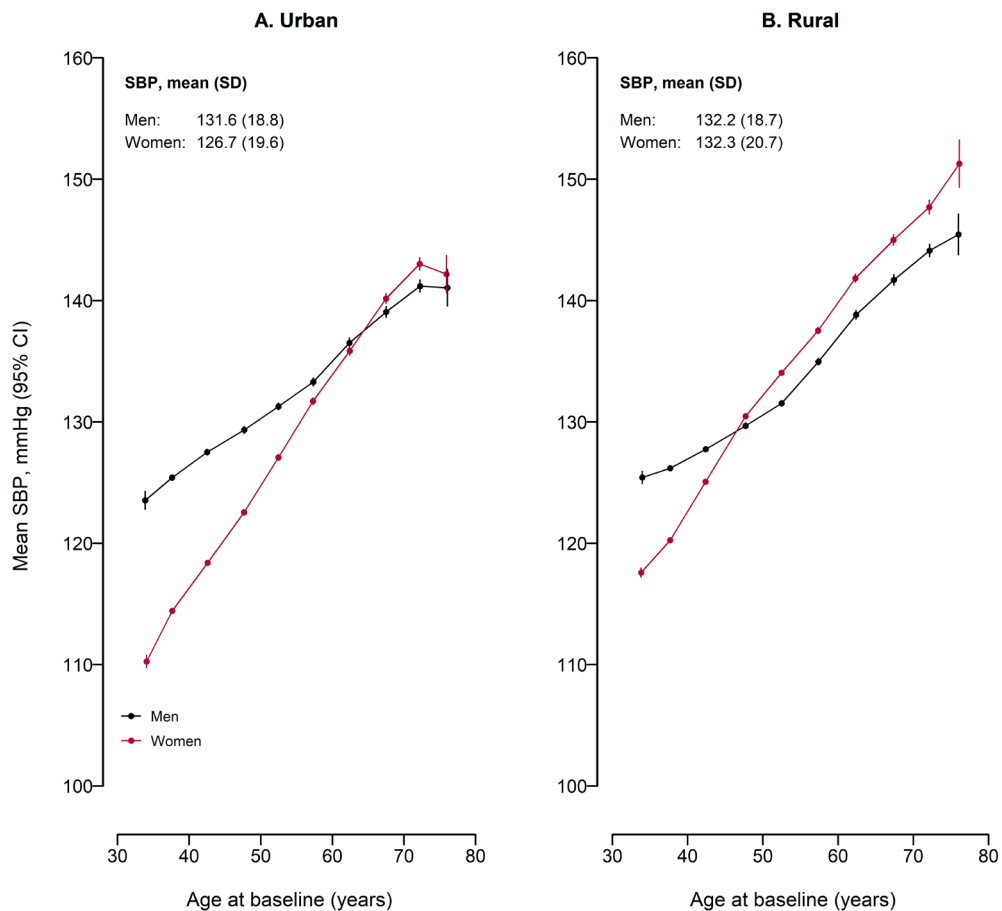 A. Urban
160
150
140
130
120
110
100
SBP, mean (SD)
Men: 131.6 (18.8)
Women: 126.7 (19.6)
Men
Women
30 40 50 60 70 80
Age at baseline (years)
Mean SBP, mmHg (95% CI)
B. Rural
160
150
140
130
120
110
100
SBP, mean (SD)
Men: 132.2 (18.7)
Women: 132.3 (20.7)
30 40 50 60 70 80
Age at baseline (years)